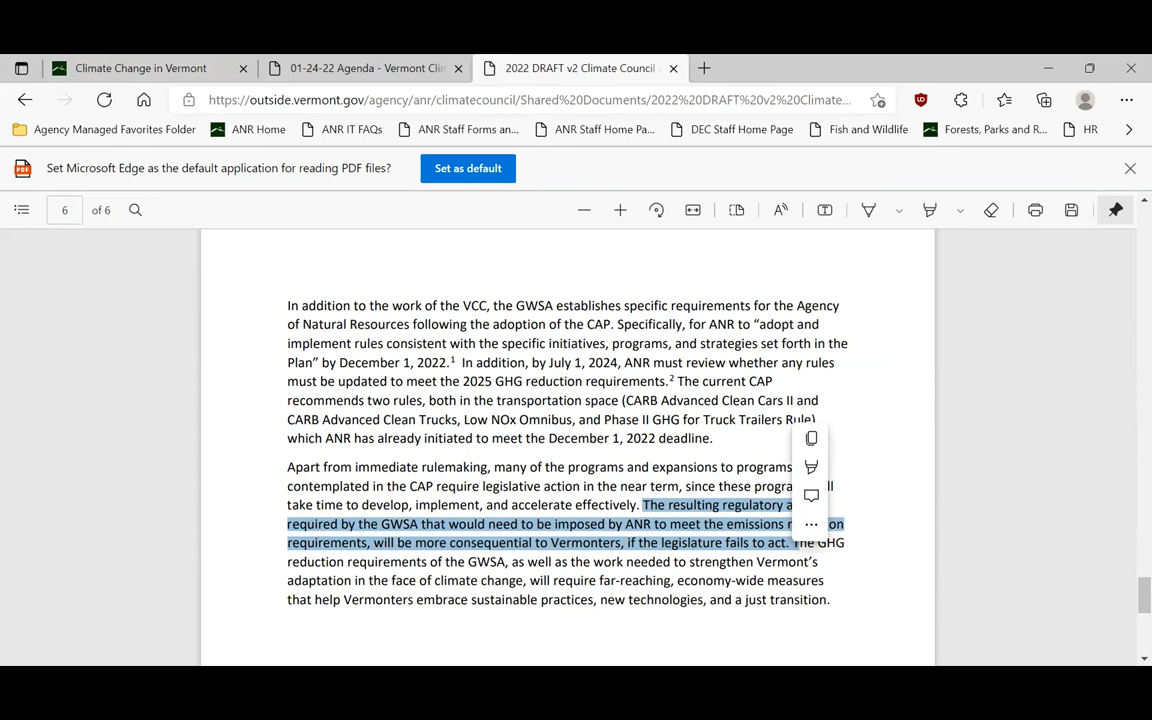 Climate Change in Vermont
01-24-22 Agenda - Vermont Clin
2022 DRAFT v2 Climate Council
https://outside.vermont.gov/agency/anr/climatecouncil/Shared%20Documents/2022%20DRAFT%20v2%20Climate...
Agency Managed Favorites Folder
ANR Home
ANR IT FAQs
ANR Staff Forms an...
ANR Staff Home Pa...
DEC Staff Home Page
Fish and Wildlife
Forests, Parks and R...
HR
Set Microsoft Edge as the default application for reading PDF files?
Set as default
6 of 6
In addition to the work of the VCC, the GWSA establishes specific requirements for the Agency
of Natural Resources following the adoption of the CAP. Specifically, for ANR to “adopt and
implement rules consistent with the specific initiatives, programs, and strategies set forth in the
Plan” by December 1, 2022.1 In addition, by July 1, 2024, ANR must review whether any rules
must be updated to meet the 2025 GHG reduction requirements.2 The current CAP
recommends two rules, both in the transportation space (CARB Advanced Clean Cars II and
CARB Advanced Clean Trucks, Low NOx Omnibus, and Phase II GHG for Truck Trailers Rule)
which ANR has already initiated to meet the December 1, 2022 deadline.
Apart from immediate rulemaking, many of the programs and expansions to programs
contemplated in the CAP require legislative action in the near term, since these
take time to develop, implement, and accelerate effectively. The resulting regulatory
required by the GWSA that would need to be imposed by ANR to meet the emissions
requirements, will be more consequential to Vermonters, if the legislature fails to act. The GHG
reduction requirements of the GWSA, as well as the work needed to strengthen Vermont’s
adaptation in the face of climate change, will require far-reaching, economy-wide measures
that help Vermonters embrace sustainable practices, new technologies, and a just transition.